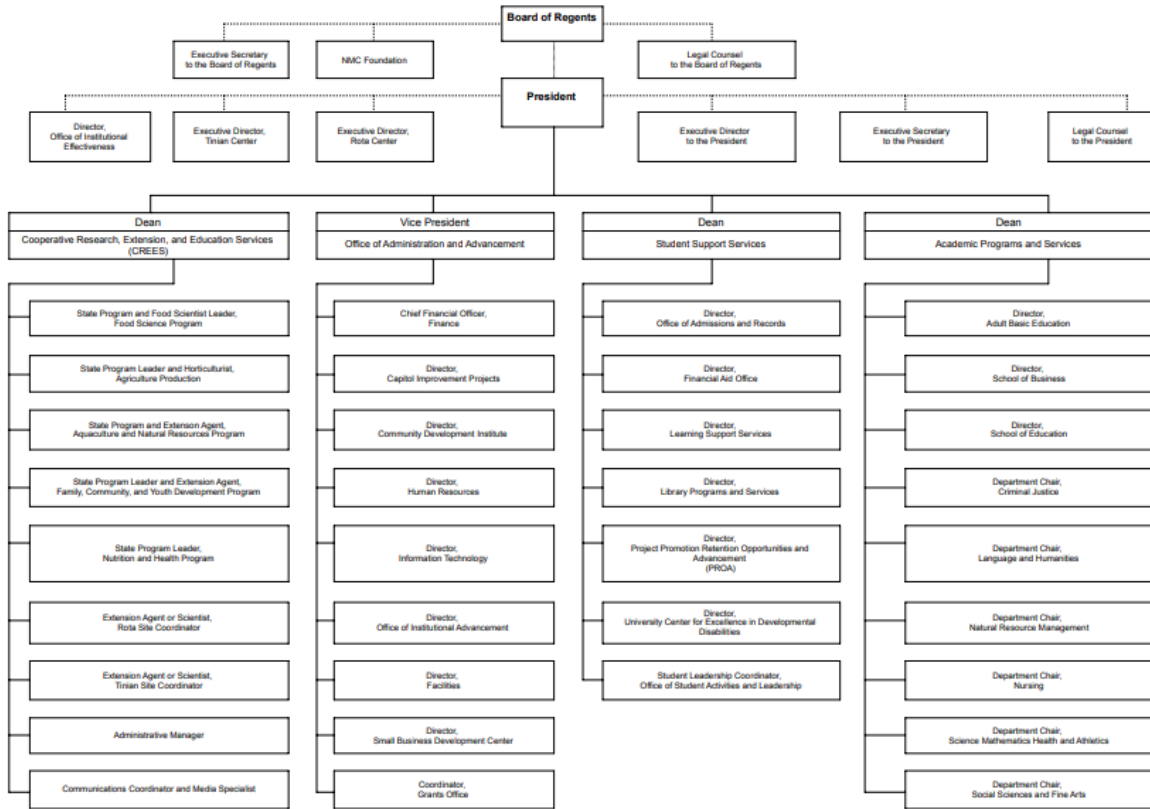 Board of Regents
Executive Secretary
to the Board of Regents
NMC Foundation
Legal Counsel
to the Board of Regents
President
Director,
Office of Institutional
Effectiveness
Executive Director,
Tinian Center
Executive Director,
Rota Center
Executive Director
to the President
Executive Secretary
to the President
Legal Counsel
to the President
Dean
Cooperative Research, Extension, and Education Services
(CREES)
State Program and Food Scientist Leader,
Food Science Program
State Program Leader and Horticulturist,
Agriculture Production
State Program and Extenson Agent,
Aquaculture and Natural Resources Program
State Program Leader and Extension Agent,
Family, Community, and Youth Development Program
State Program Leader,
Nutrition and Health Program
Extension Agent or Scientist,
Rota Site Coordinator
Extension Agent or Scientist,
Tinian Site Coordinator
Administrative Manager
Communications Coordinator and Media Specialist
Vice President
Office of Administration and Advancement
Chief Financial Officer,
Finance
Director,
Capitol Improvement Projects
Director,
Community Development Institute
Director,
Human Resources
Director,
Information Technology
Director,
Office of Institutional Advancement
Director,
Facilities
Director,
Small Business Development Center
Coordinator,
Grants Office
Dean
Student Support Services
Director,
Office of Admissions and Records
Director,
Financial Aid Office
Director,
Learning Support Services
Director,
Library Programs and Services
Director,
Project Promotion Retention Opportunities and
Advancement
(PROA)
Director,
University Center for Excellence in Developmental
Disabilities
Student Leadership Coordinator,
Office of Student Activities and Leadership
Dean
Academic Programs and Services
Director,
Adult Basic Education
Director,
School of Business
Director,
School of Education
Department Chair,
Criminal Justice
Department Chair,
Language and Humanities
Department Chair,
Natural Resource Management
Department Chair,
Nursing
Department Chair,
Science Mathematics Health and Athletics
Department Chair,
Social Sciences and Fine Arts